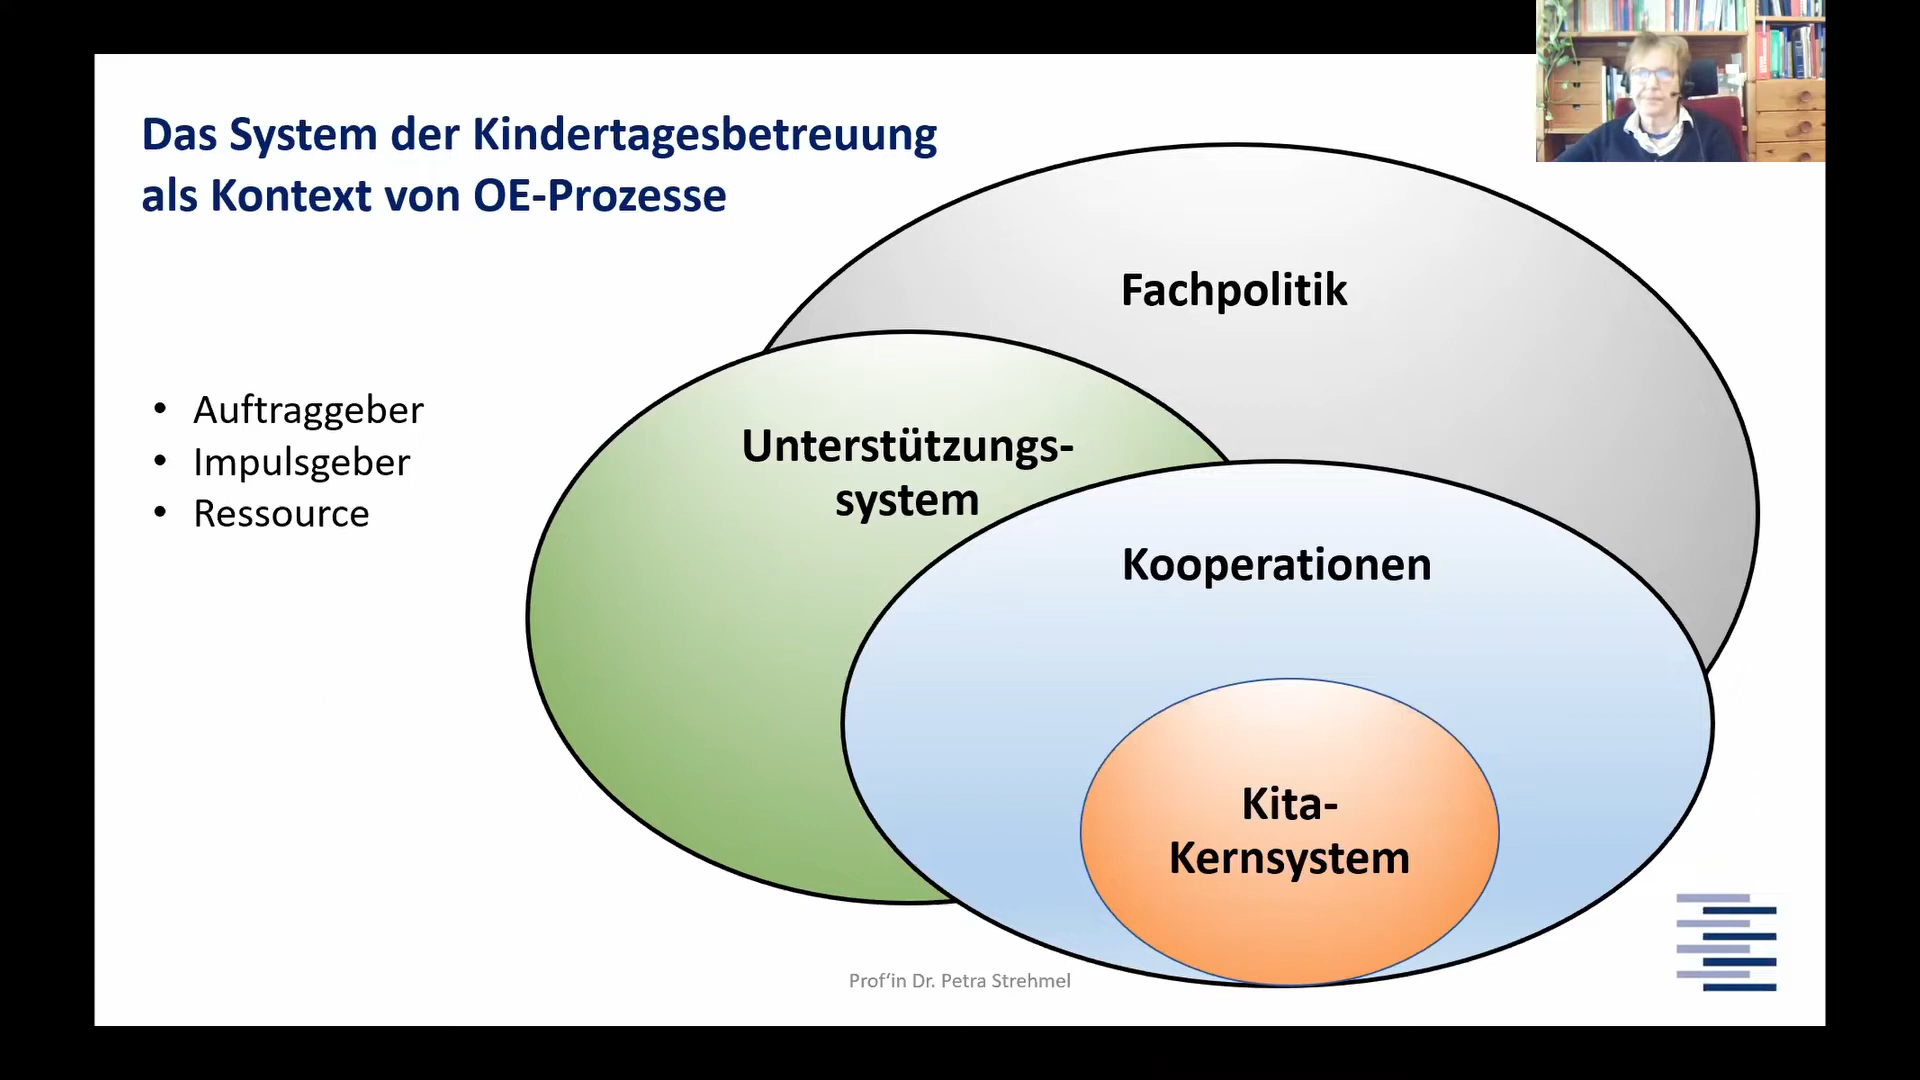 Das System der Kindertagesbetreuung
als Kontext von OE-Prozesse
• Auftraggeber
• Impulsgeber
• Ressource
Fachpolitik
Unterstützungs-
system
Kooperationen
Kita-
Kernsystem
Prof‘in Dr. Petra Strehmel